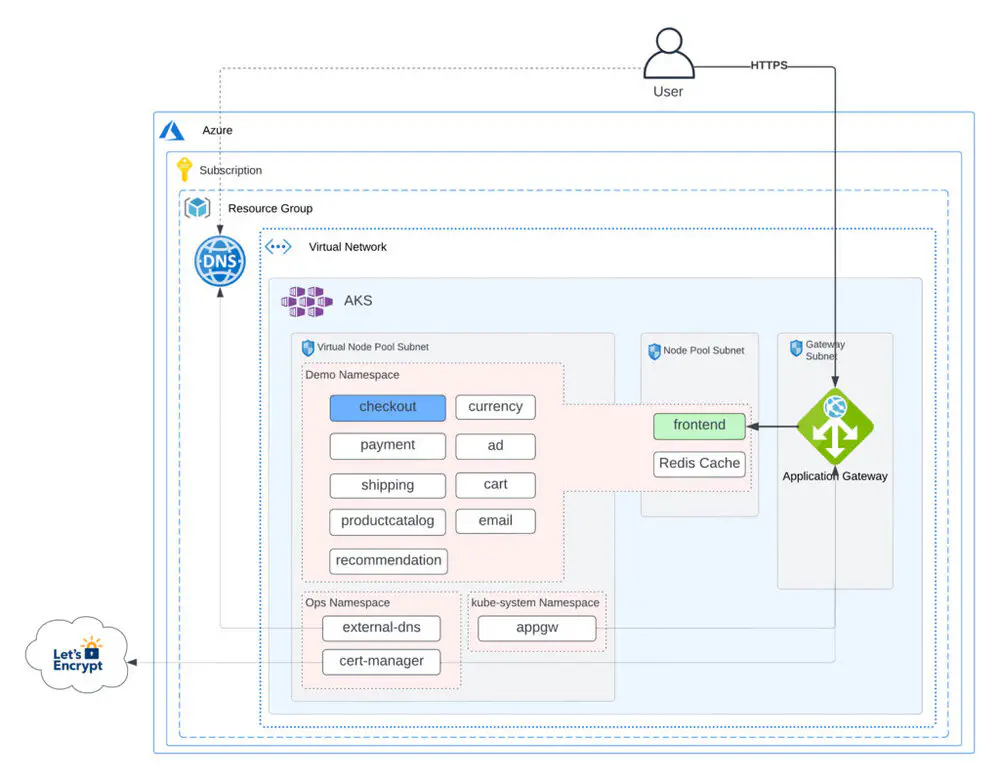 HTTPS
User
Azure
Subscription
Resource Group
DNS
Virtual Network
AKS
Virtual Node Pool Subnet
Node Pool Subnet
Gateway
Subnet
Demo Namespace
checkout
currency
payment
ad
shipping
cart
productcatalog
email
recommendation
frontend
Redis Cache
Application Gateway
Ops Namespace
external-dns
cert-manager
kube-system Namespace
appgw
Let's
Encrypt